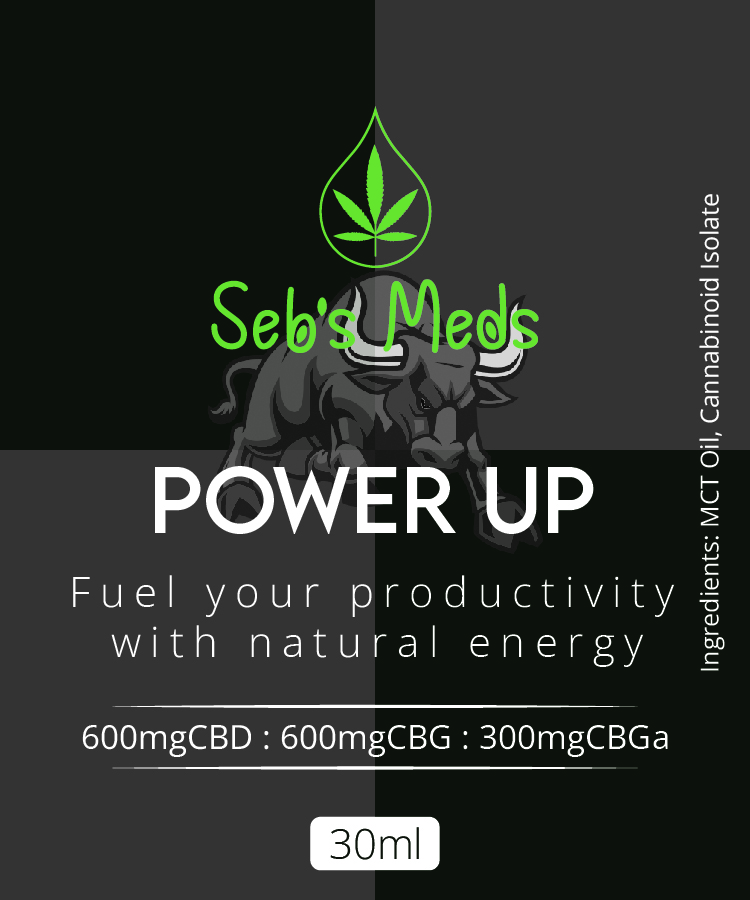 Seb's Meds
POWER UP
Fuel your productivity
with natural energy
600mgCBD : 600mgCBG : 300mgCBGa
30ml
Ingredients: MCT Oil, Cannabinoid Isolate